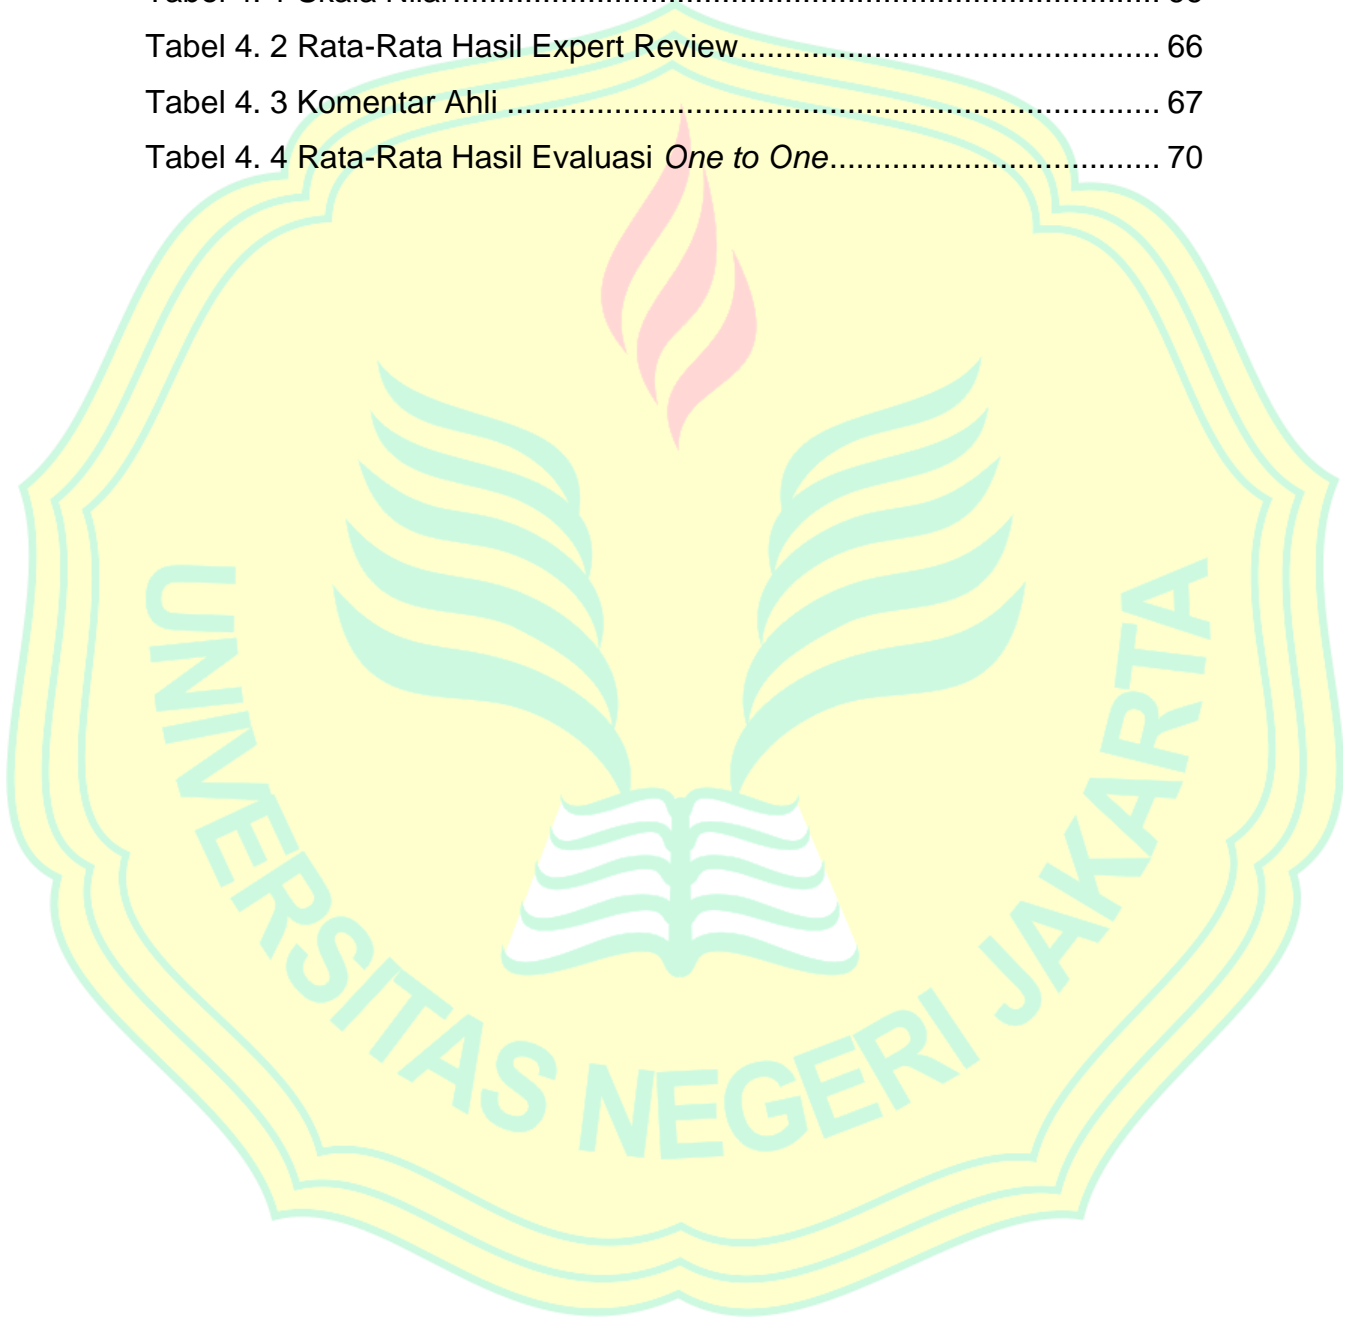 Tabel 4. 2 Rata-Rata Hasil Expert Review............................................... 66
Tabel 4. 3 Komentar Ahli ......................................................................... 67
Tabel 4. 4 Rata-Rata Hasil Evaluasi One to One..................................... 70
UNIVERSITAS NEGERI JAKARTA